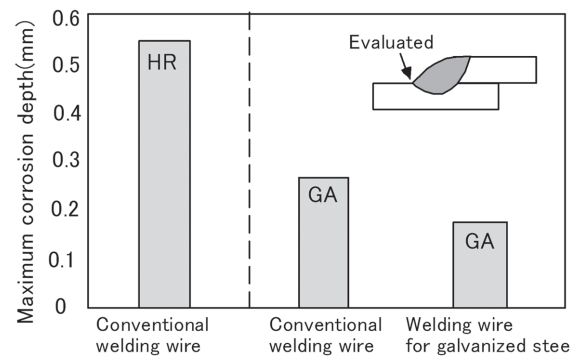 Maximum corrosion depth(mm)
0.6
0.5
0.4
0.3
0.2
0.1
0
HR
GA
GA
Evaluated
Conventional
welding wire
Conventional
welding wire
Welding wire
for galvanized steel